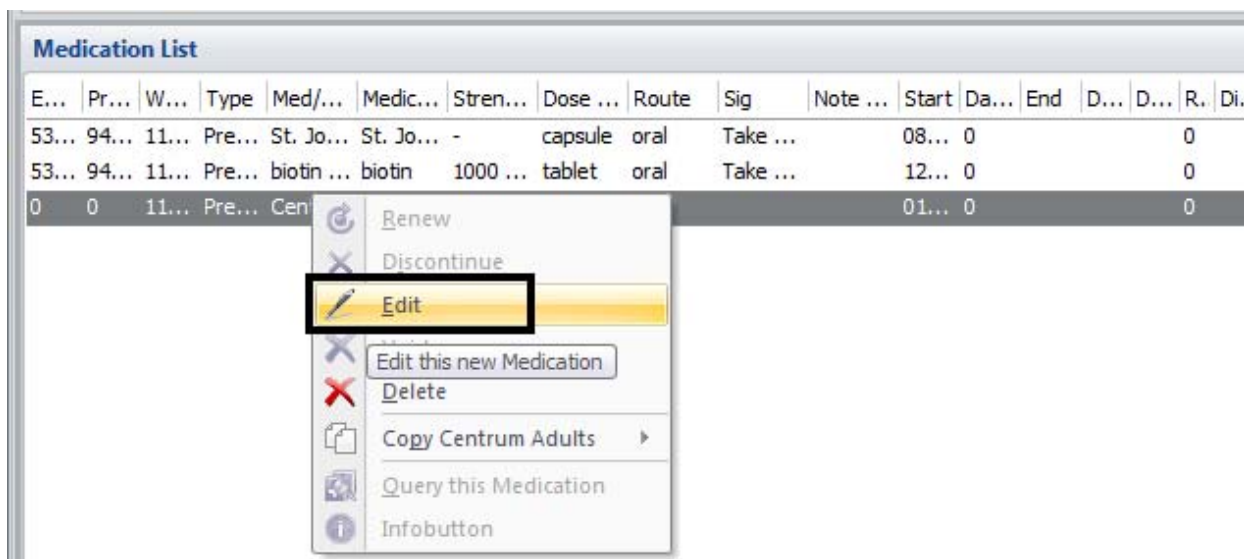 Medication List
E... Pr... W... Type Med/... Medic... Stren... Dose ... Route Sig Note ... Start Da... End D... D... R. Di.
53... 94... 11... Pre... St. Jo... St. Jo... - capsule oral Take ... 08... 0 0
53... 94... 11... Pre... biotin ... biotin 1000 ... tablet oral Take ... 12... 0 0
0 0 11... Pre... Cen 01... 0 0
Renew
Discontinue
Edit
Edit this new Medication
Delete
Copy Centrum Adults
Query this Medication
Infobutton